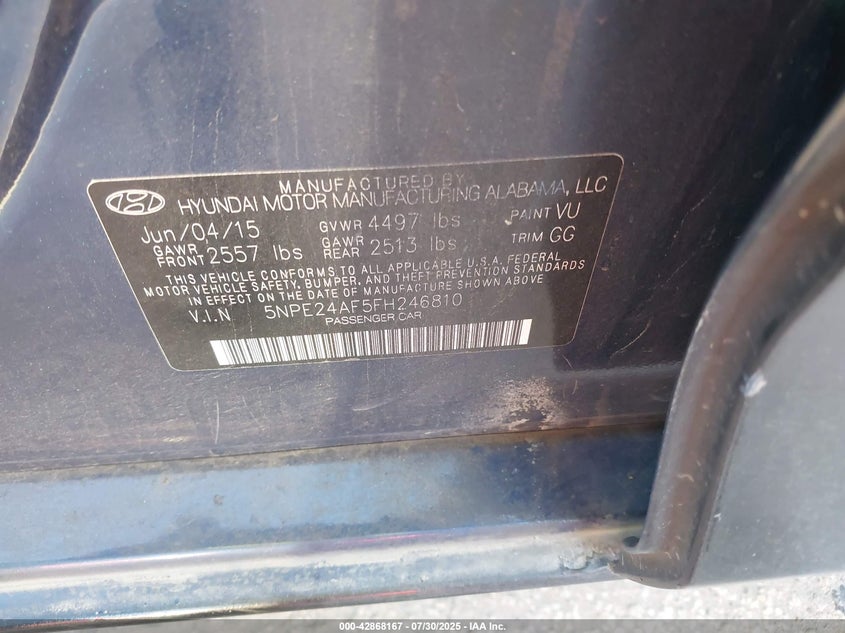 MANUFACTURED BY
HYUNDAI MOTOR MANUFACTURING ALABAMA, LLC
Jun/04/15 GVWR 4497 lbs PAINT VU
GAWR FRONT 2557 lbs GAWR REAR 2513 lbs TRIM GG
THIS VEHICLE CONFORMS TO ALL APPLICABLE U.S.A. FEDERAL
MOTOR VEHICLE SAFETY, BUMPER, AND THEFT PREVENTION STANDARDS
IN EFFECT ON THE DATE OF MANUFACTURE SHOWN ABOVE
V.I.N 5NPE24AF5FH246810
PASSENGER CAR
000-42868167 - 07/30/2025 - IAA Inc.